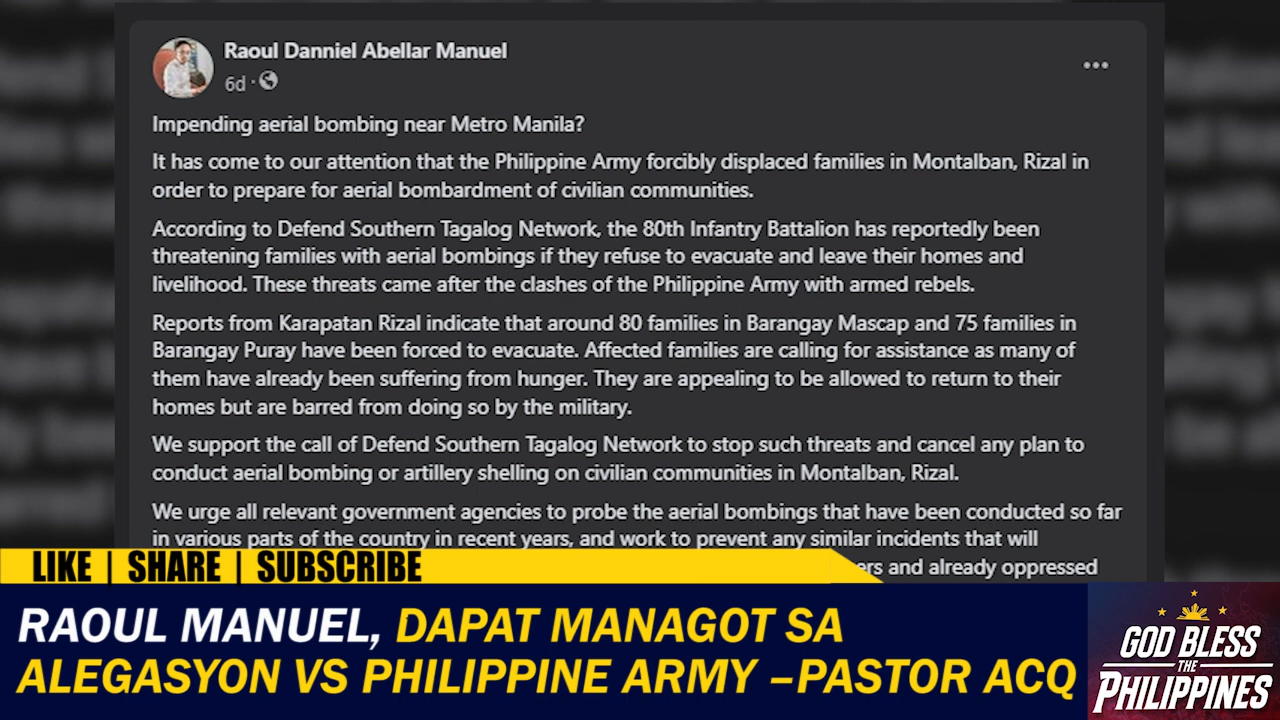 Raoul Danniel Abellar Manuel
6d ·
Impending aerial bombing near Metro Manila?
It has come to our attention that the Philippine Army forcibly displaced families in Montalban, Rizal in
order to prepare for aerial bombardment of civilian communities.
According to Defend Southern Tagalog Network, the 80th Infantry Battalion has reportedly been
threatening families with aerial bombings if they refuse to evacuate and leave their homes and
livelihood. These threats came after the clashes of the Philippine Army with armed rebels.
Reports from Karapatan Rizal indicate that around 80 families in Barangay Mascap and 75 families in
Barangay Puray have been forced to evacuate. Affected families are calling for assistance as many of
them have already been suffering from hunger. They are appealing to be allowed to return to their
homes but are barred from doing so by the military.
We support the call of Defend Southern Tagalog Network to stop such threats and cancel any plan to
conduct aerial bombing or artillery shelling on civilian communities in Montalban, Rizal.
We urge all relevant government agencies to probe the aerial bombings that have been conducted so far
in various parts of the country in recent years, and work to prevent any similar incidents that will
ers and already oppressed
LIKE | SHARE | SUBSCRIBE
RAOUL MANUEL, DAPAT MANAGOT SA
ALEGASYON VS PHILIPPINE ARMY –PASTOR ACQ
GOD BLESS
THE
PHILIPPINES